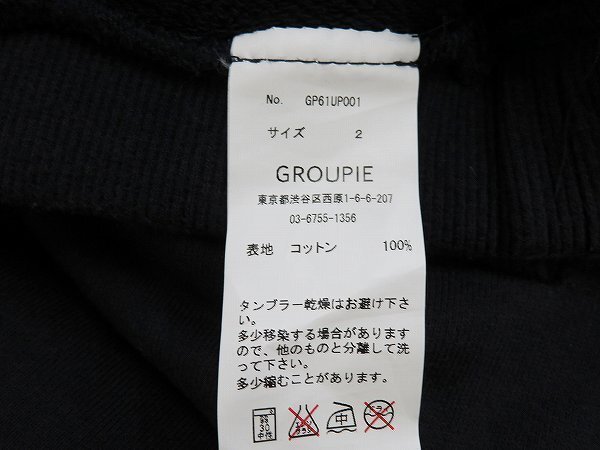 No. GP61UP001
サイズ 2
GROUPIE
東京都渋谷区西原1-6-6-207
03-6755-1356
表地 コットン 100%
タンブラー乾燥はお避け下さ
い。
多少移染する場合があります
ので、他のものと分離して洗
って下さい。
多少縮むことがあります。
30 中